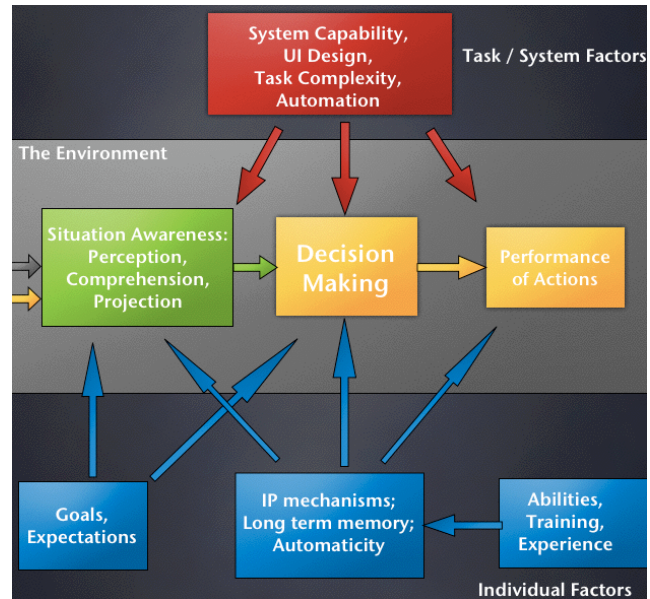 System Capability,
UI Design,
Task Complexity,
Automation
Task / System Factors
The Environment
Situation Awareness:
Perception,
Comprehension,
Projection
Decision
Making
Performance
of Actions
Goals,
Expectations
IP mechanisms;
Long term memory;
Automaticity
Abilities,
Training,
Experience
Individual Factors